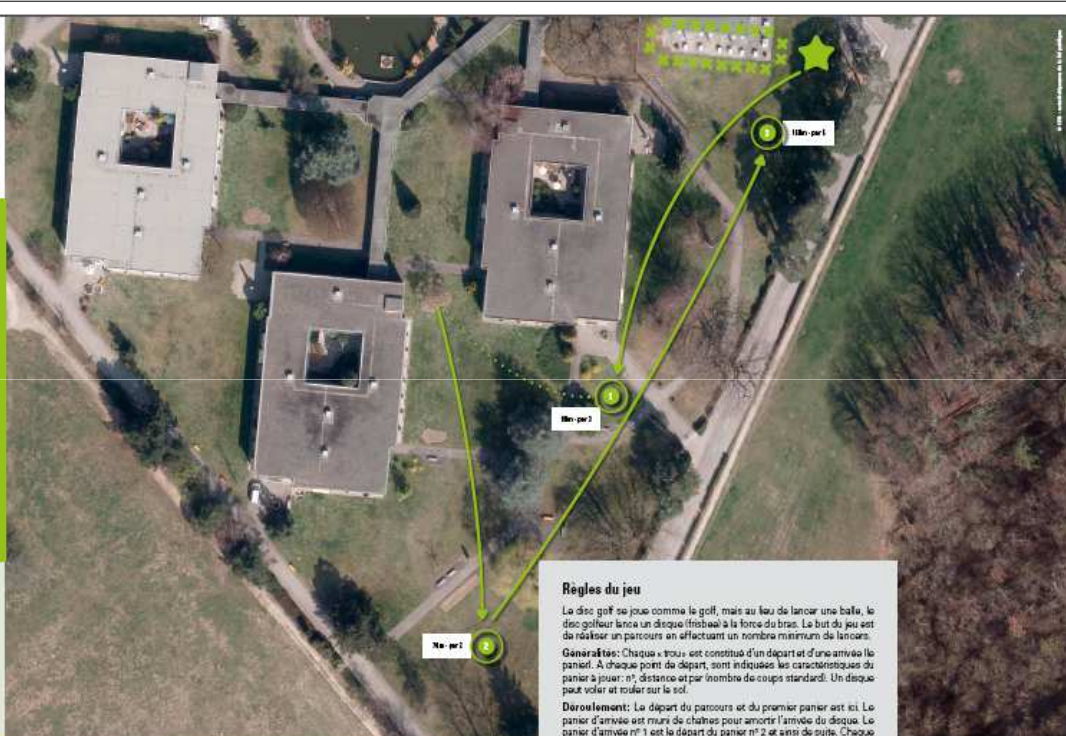 3
1
2
Règles du jeu
Le disc golf se joue comme le golf, mais au lieu de lancer une balle, le
disc golfeur lance un disque (frisbee) à la force du bras. Le but du jeu est
de réaliser un parcours en effectuant un nombre minimum de lancers.
Généralités: Chaque « trou » est constitué d'un départ et d'une arrivée (le
panier). A chaque point de départ, sont indiquées les caractéristiques du
panier à jouer: n°, distance et par (nombre de coups standard). Un disque
peut voler et rouler sur le sol.
Déroulement: Le départ du parcours et du premier panier est ici. Le
panier d'arrivée est muni de chaînes pour amortir l'arrivée du disque. Le
panier d'arrivée n° 1 est le départ du panier n° 2 et ainsi de suite. Chaque